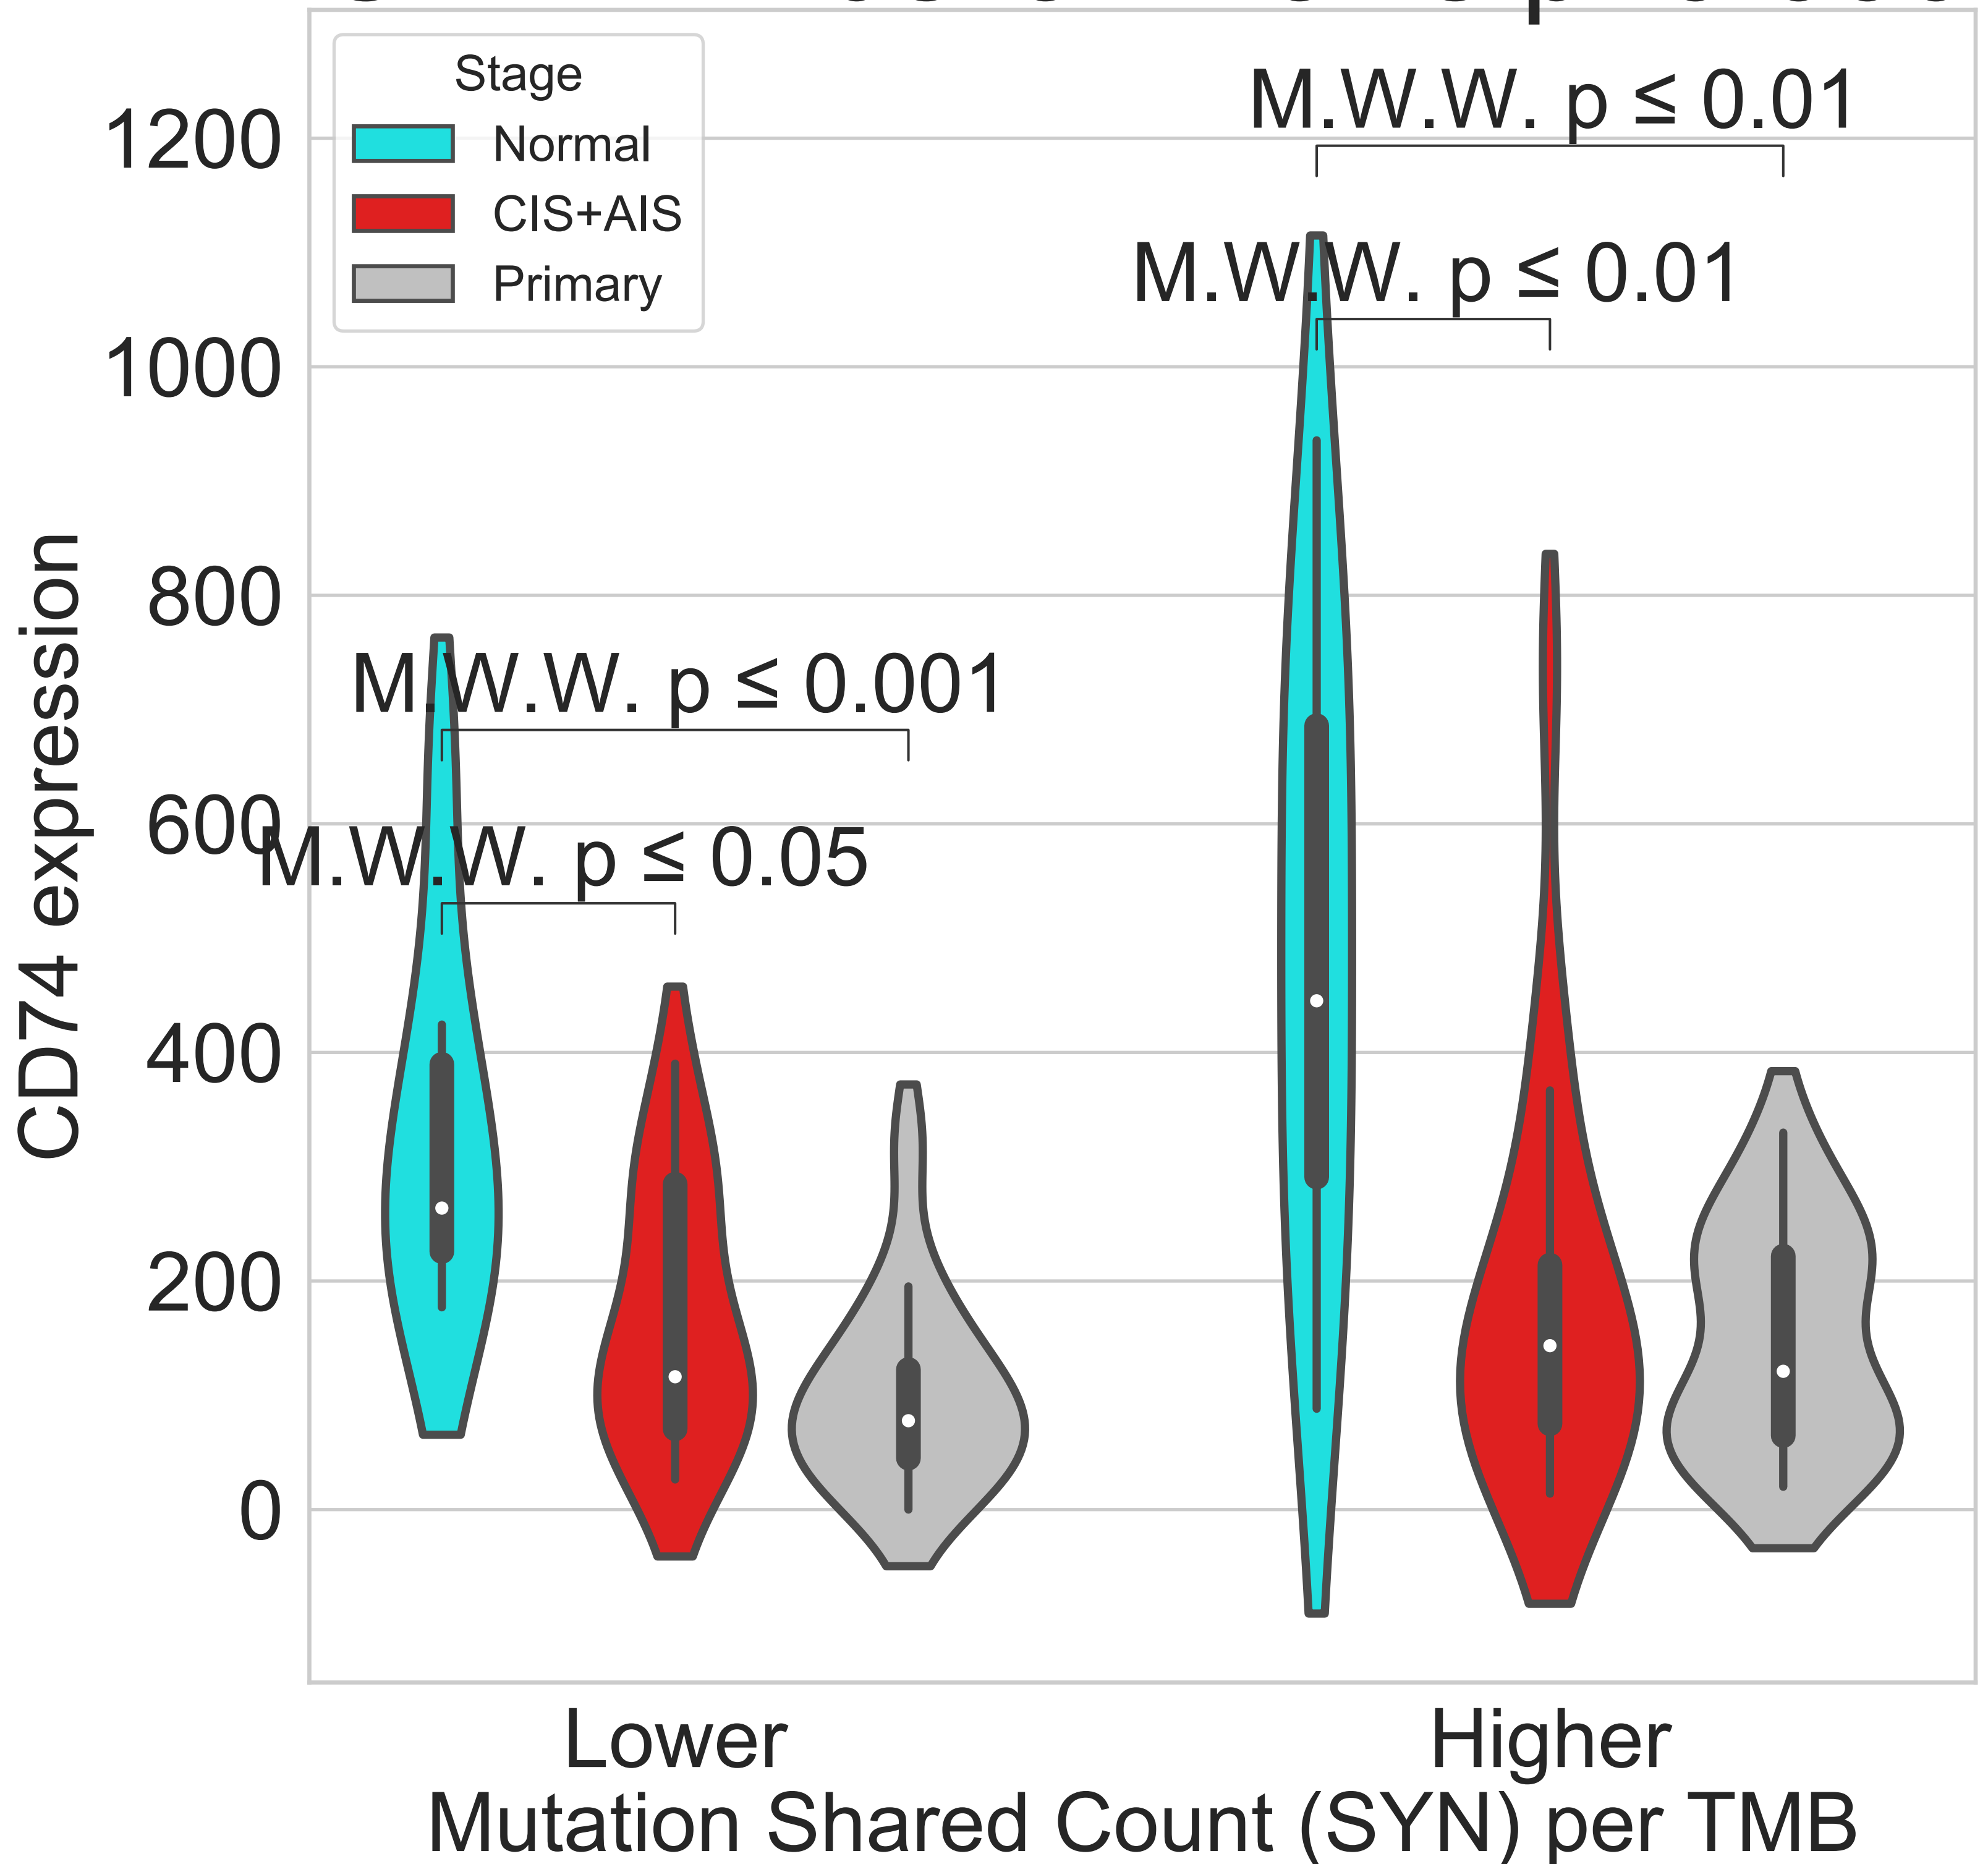 Stage
Normal
CIS+AIS
Primary
M.W.W. p ≤ 0.01
M.W.W. p ≤ 0.01
M.W.W. p ≤ 0.001
M.W.W. p ≤ 0.05
CD74 expression
1200
1000
800
600
400
200
0
Lower
Higher
Mutation Shared Count (SYN) per TMB